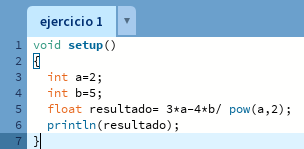 ejercicio 1 ▼
1 void setup()
2 {
3   int a=2;
4   int b=5;
5   float resultado= 3*a-4*b/ pow(a,2);
6   println(resultado);
7 }